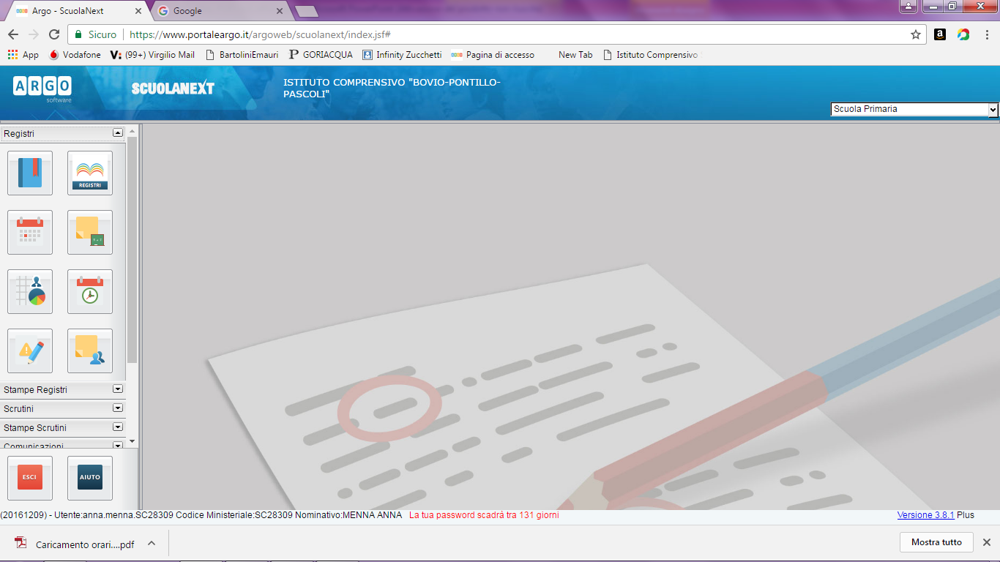 Argo - ScuolaNext
Google
Sicuro
https://www.portaleargo.it/argoweb/scuolanext/index.jsf#
App
Vodafone
(99+) Virgilio Mail
BartoliniEmauri
GORIACQUA
Infinity Zucchetti
Pagina di accesso
New Tab
Istituto Comprensivo
ARGO
software
SCUOLANEXT
ISTITUTO COMPRENSIVO "BOVIO-PONTILLO-
PASCOLI"
Scuola Primaria
Registri
REGISTRI
Stampe Registri
Scrutini
Stampe Scrutini
Comunicazioni
ESCI
AIUTO
(20161209) - Utente:anna.menna.SC28309 Codice Ministeriale:SC28309 Nominativo:MENNA ANNA La tua password scadrà tra 131 giorni
Versione 3.8.1 Plus
Caricamento orari....pdf
Mostra tutto